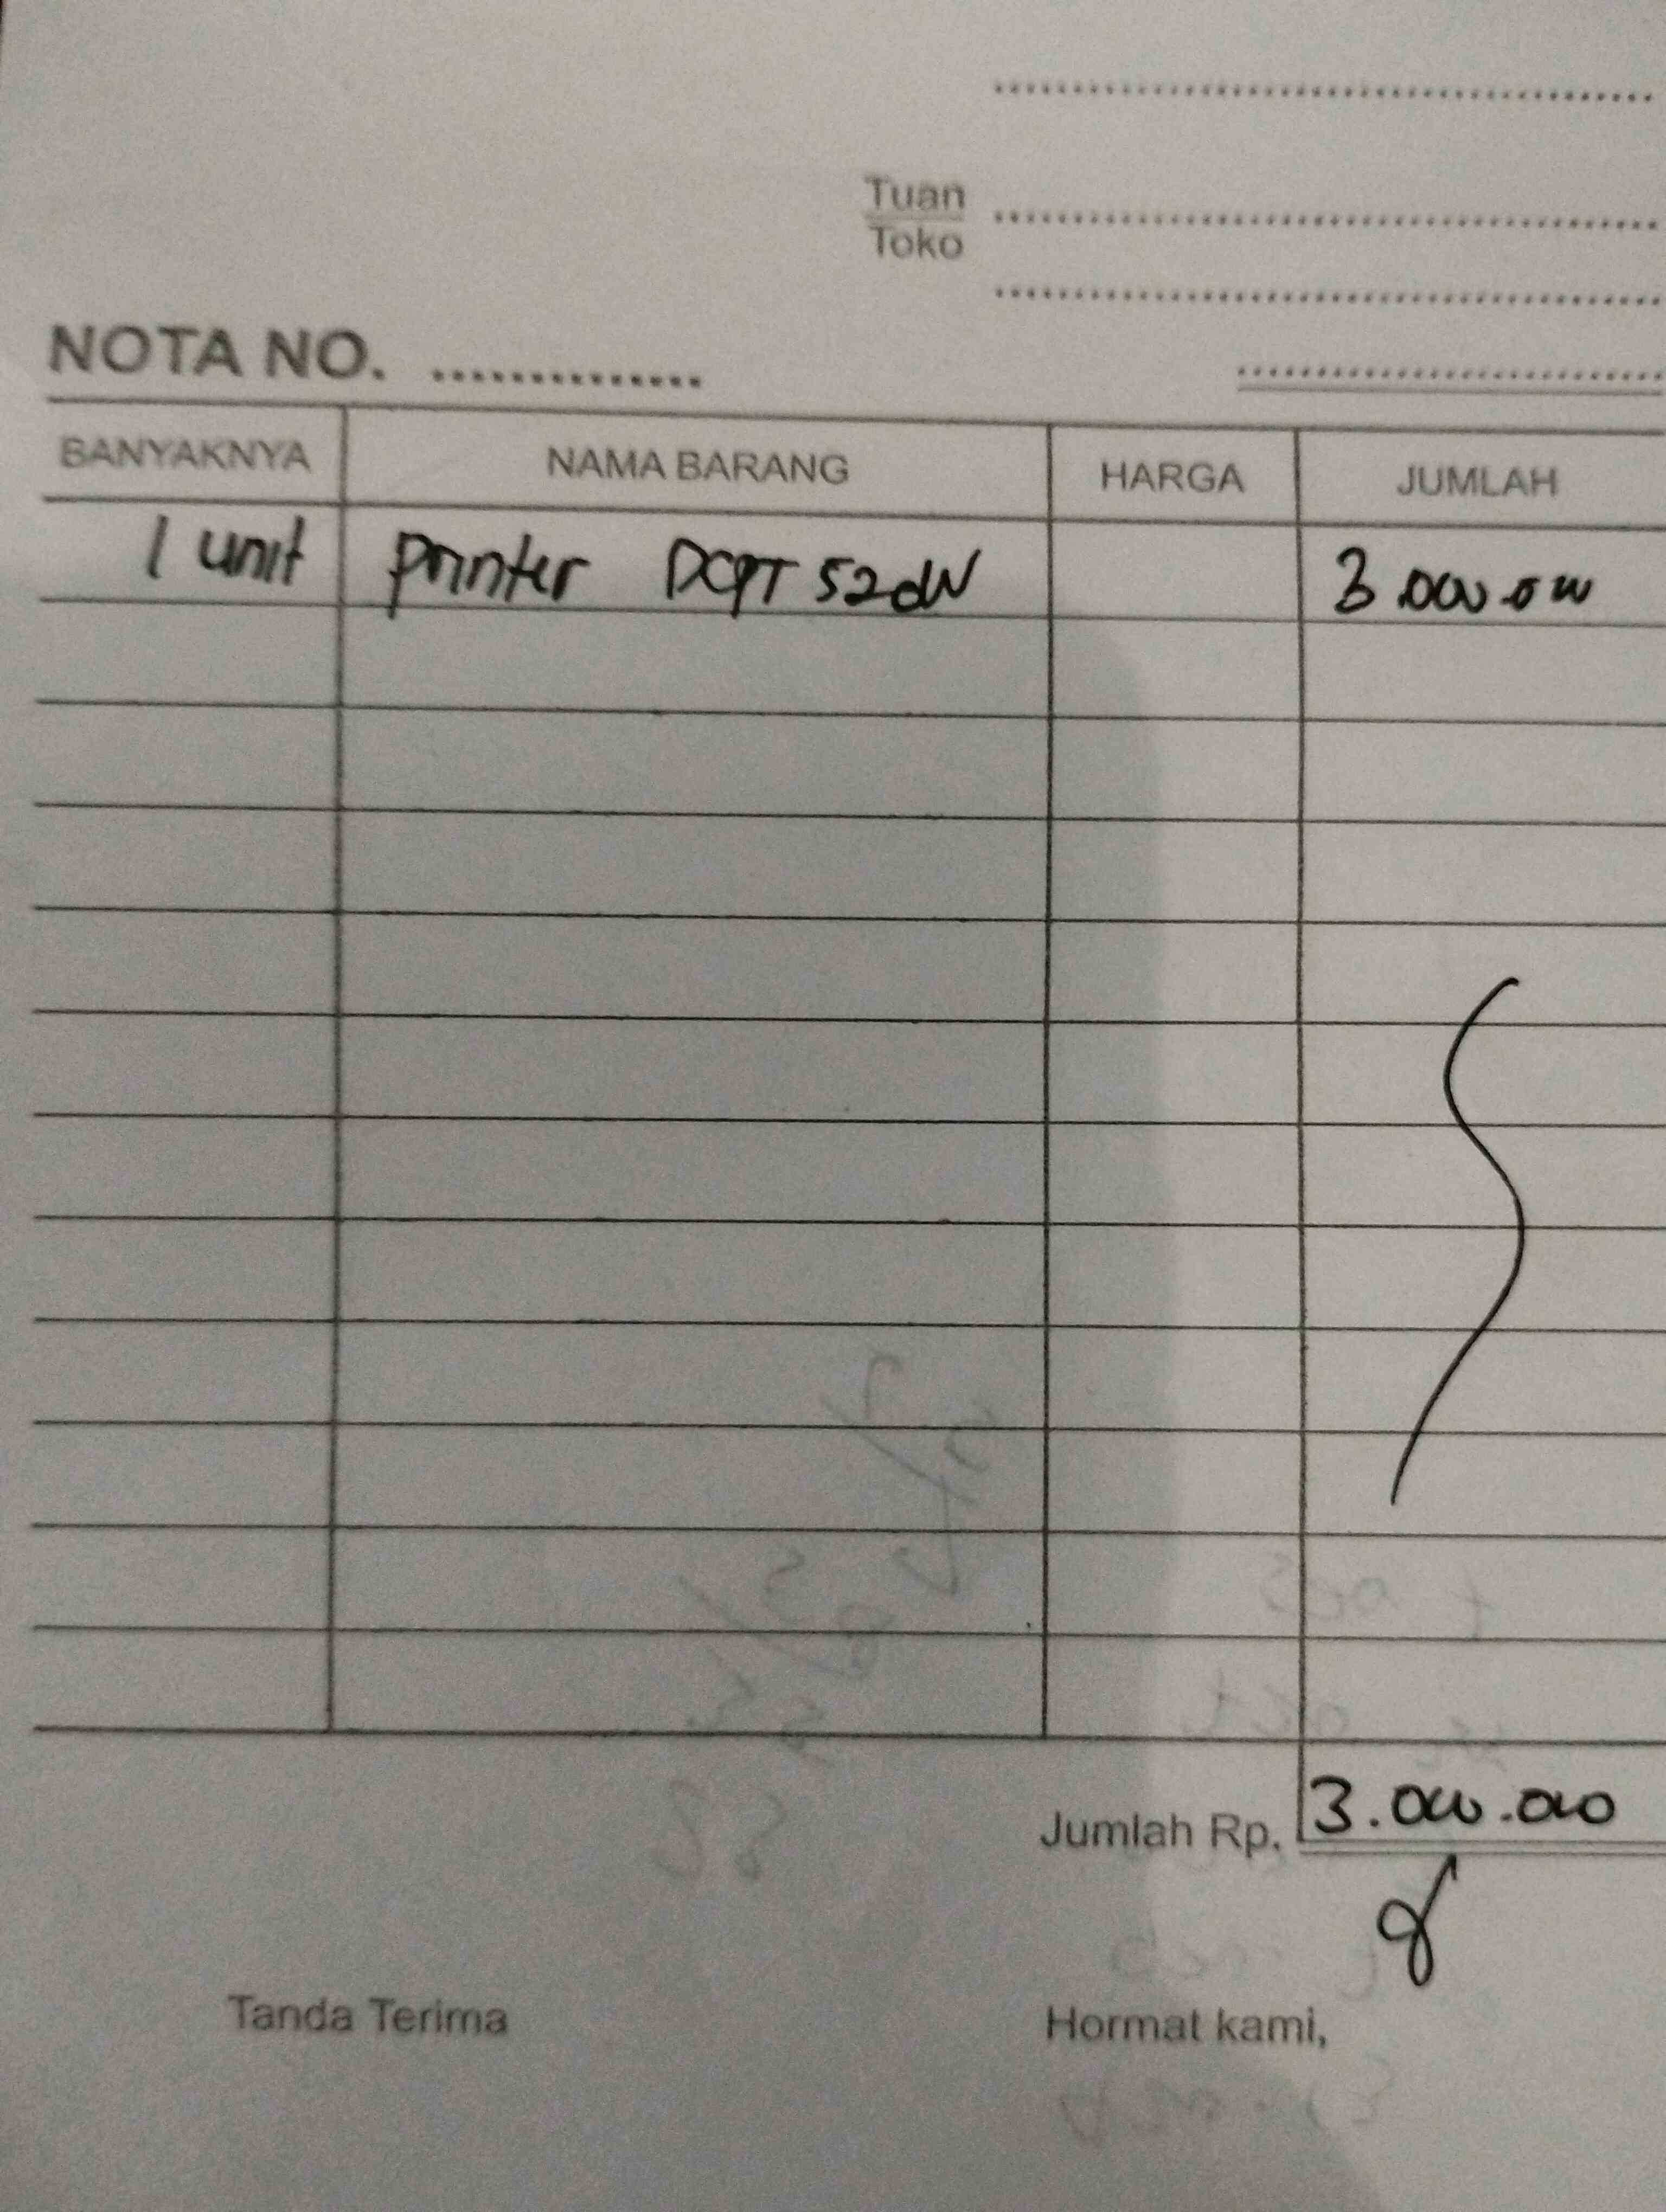 Tuan
Toko
NOTA NO. ..............
BANYAKNYA NAMA BARANG HARGA JUMLAH
1 unit printer DCPT 520W 3.000.000
Jumlah Rp. 3.000.000
Tanda Terima Hormat kami,